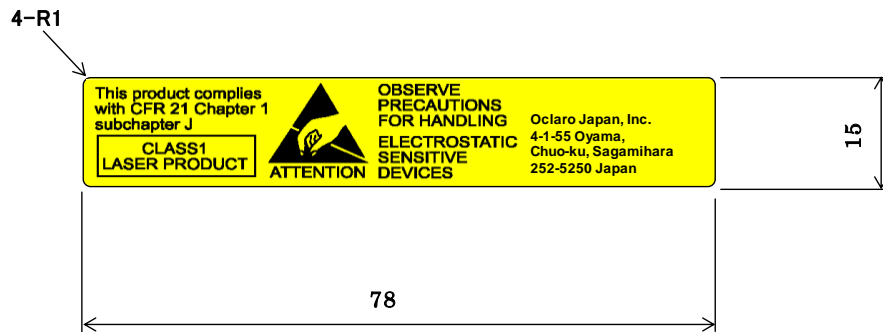 4-R1
This product complies
with CFR 21 Chapter 1
subchapter J
CLASS1
LASER PRODUCT
ATTENTION
OBSERVE
PRECAUTIONS
FOR HANDLING
ELECTROSTATIC
SENSITIVE
DEVICES
Oclaro Japan, Inc.
4-1-55 Oyama,
Chuo-ku, Sagamihara
252-5250 Japan
15
78